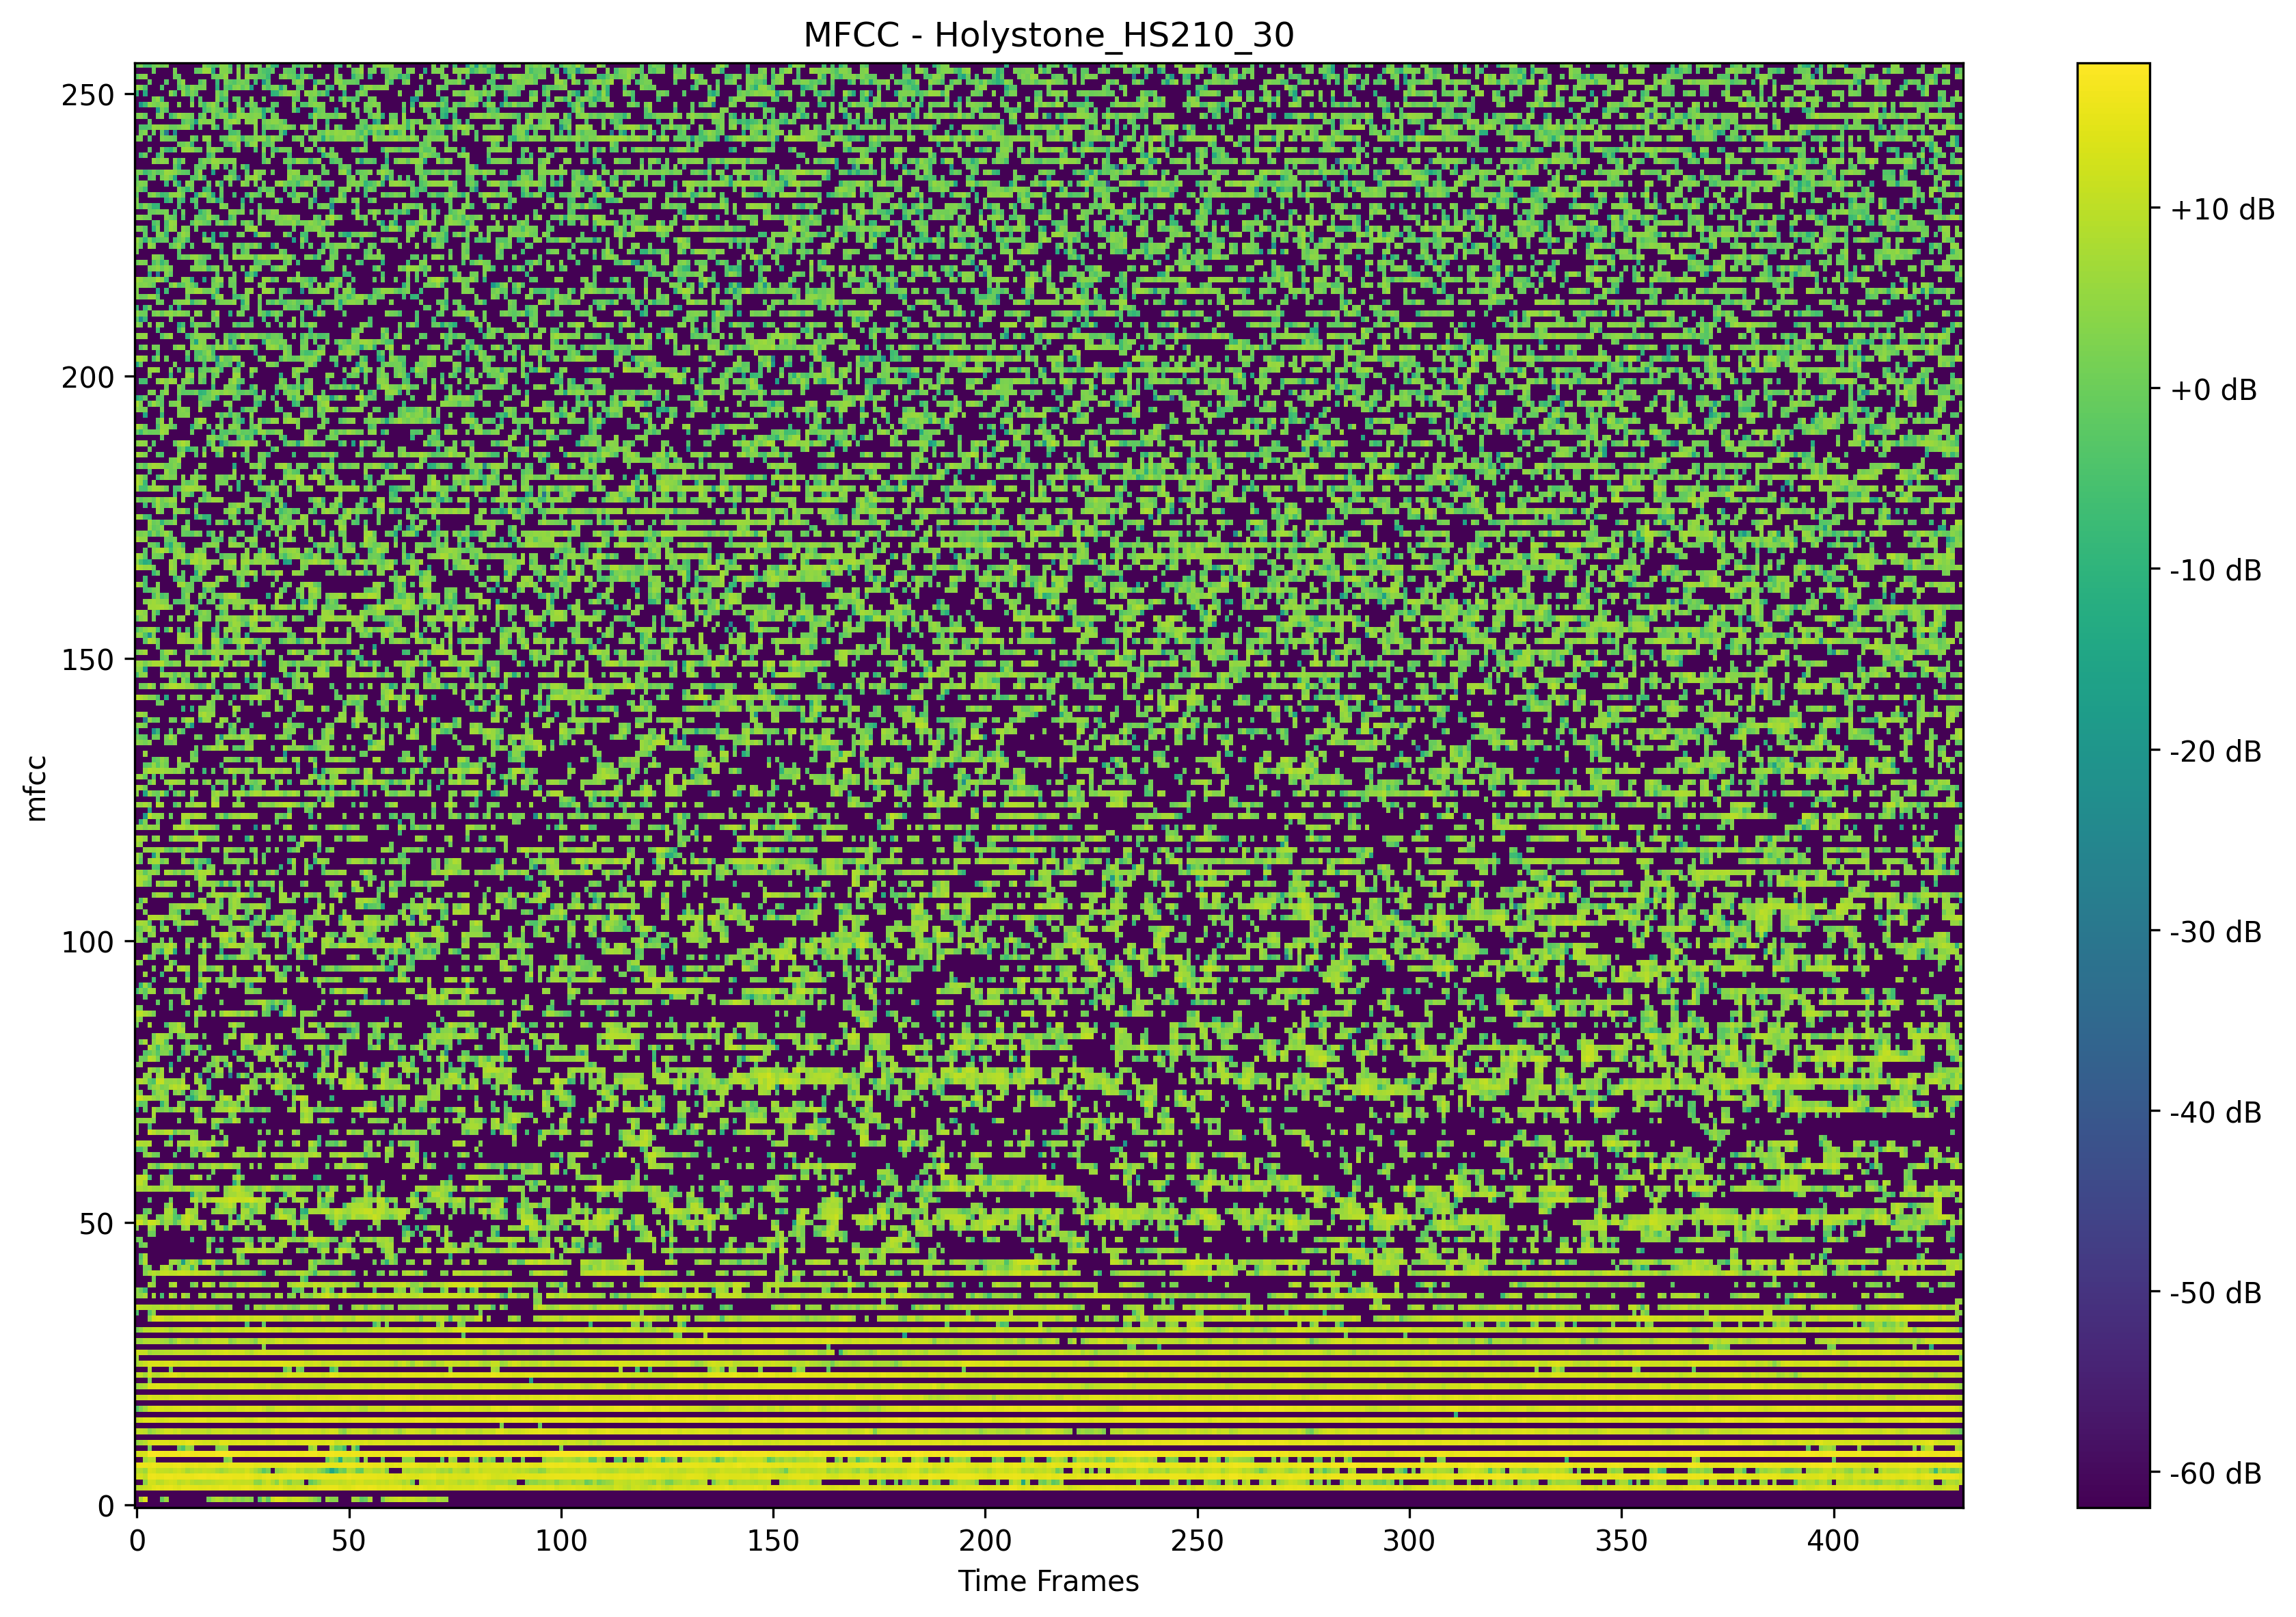 MFCC - Holystone_HS210_30
250
200
150
100
50
0
mfcc
0 50 100 150 200 250 300 350 400
Time Frames
+10 dB
+0 dB
-10 dB
-20 dB
-30 dB
-40 dB
-50 dB
-60 dB